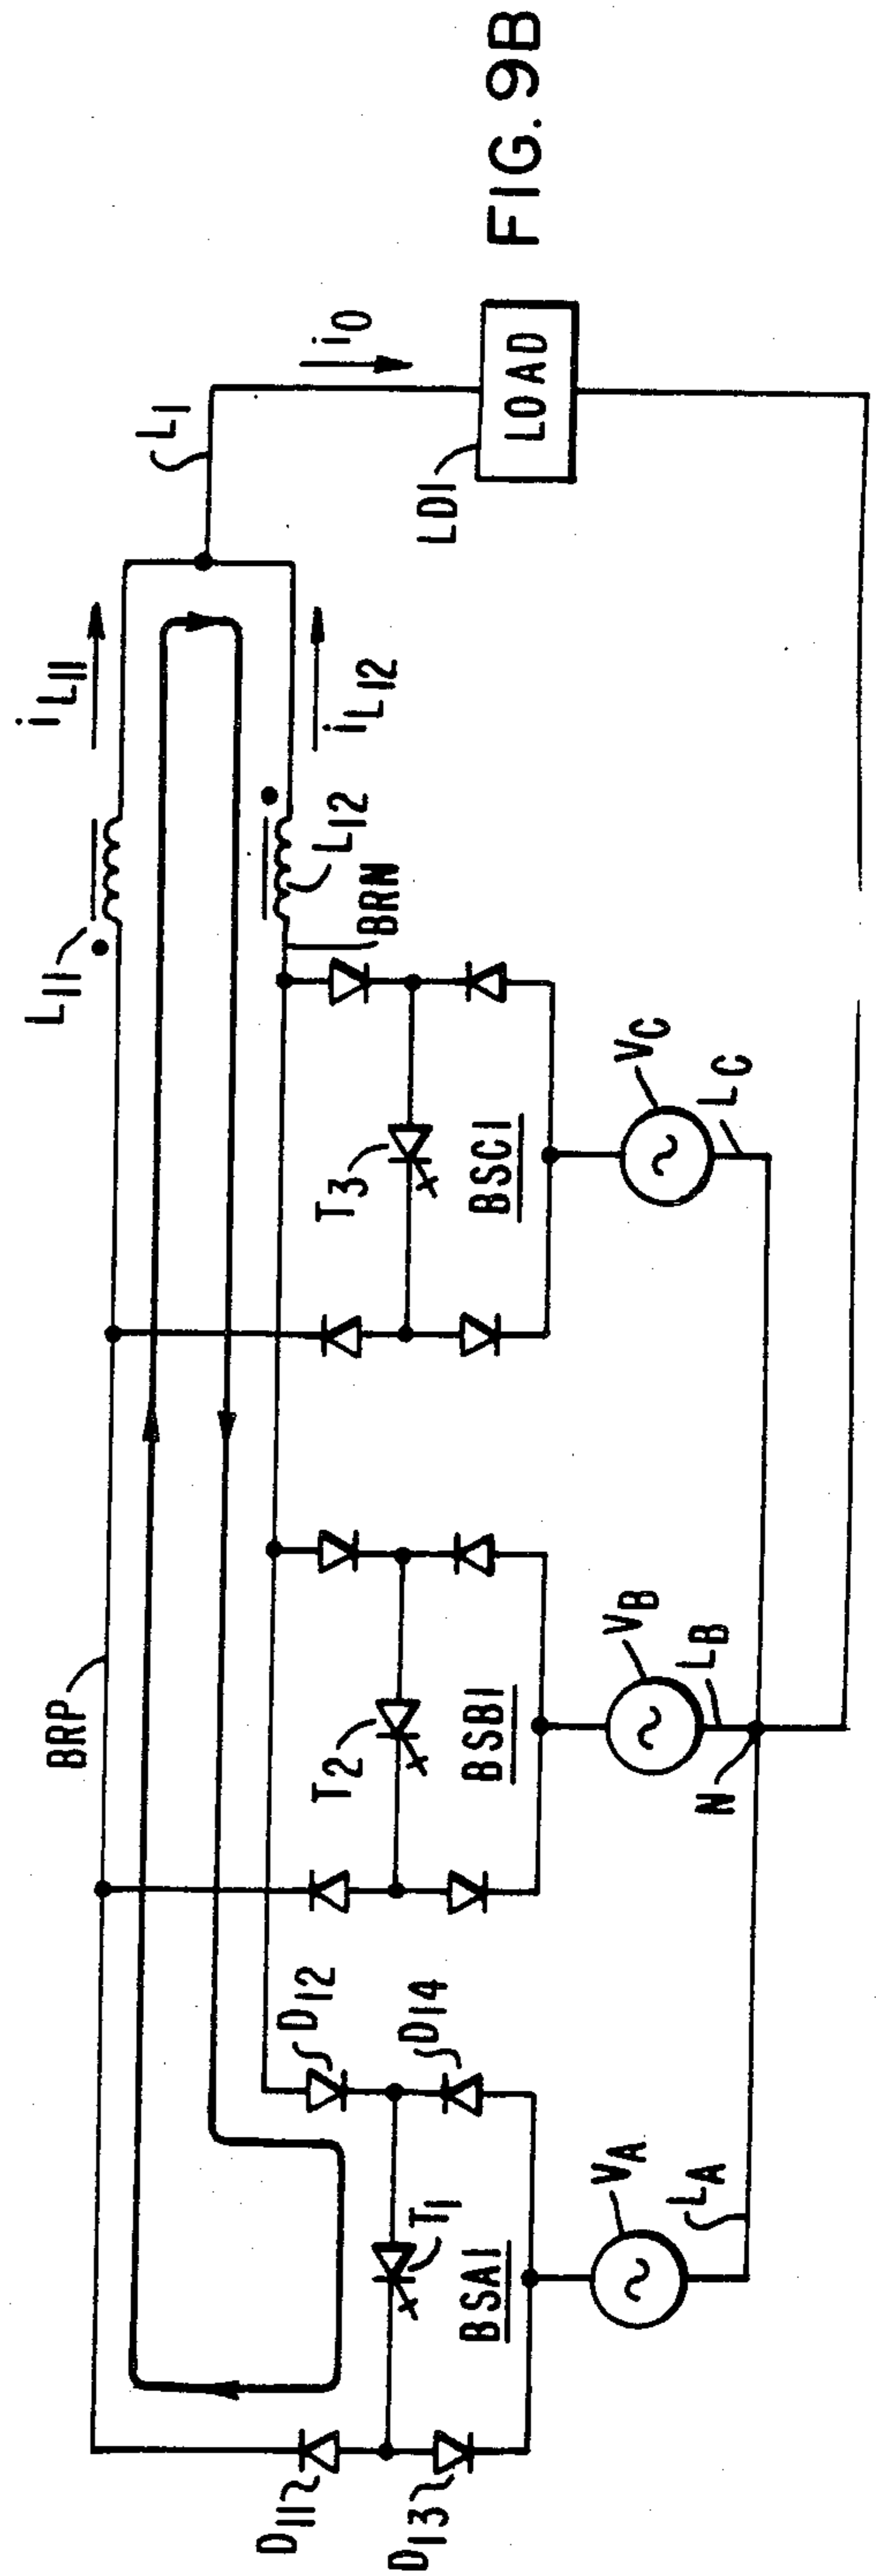 FIG. 9B
iL11
L1
iO
L11
iL12
L12
LD1
LOAD
BRN
BRP
T3
BSC1
VC
LC
T2
BSB1
VB
LB
N
D12
D14
T1
BSA1
VA
LA
D11
D13